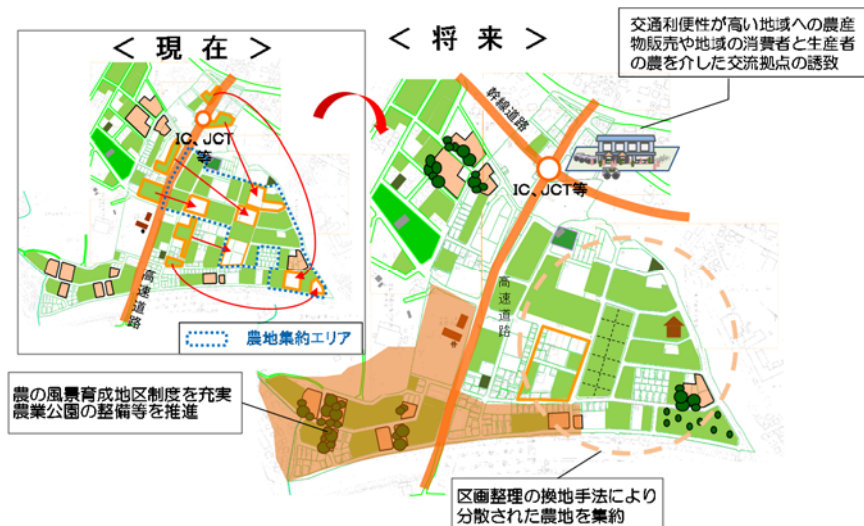 ＜ 現 在 ＞
＜ 将 来 ＞
交通利便性が高い地域への農産
物販売や地域の消費者と生産者
の農を介した交流拠点の誘致
IC、JCT
等
高速道路
農地集約エリア
幹線道路
IC、JCT等
高速道路
農の風景育成地区制度を充実
農業公園の整備等を推進
区画整理の換地手法により
分散された農地を集約